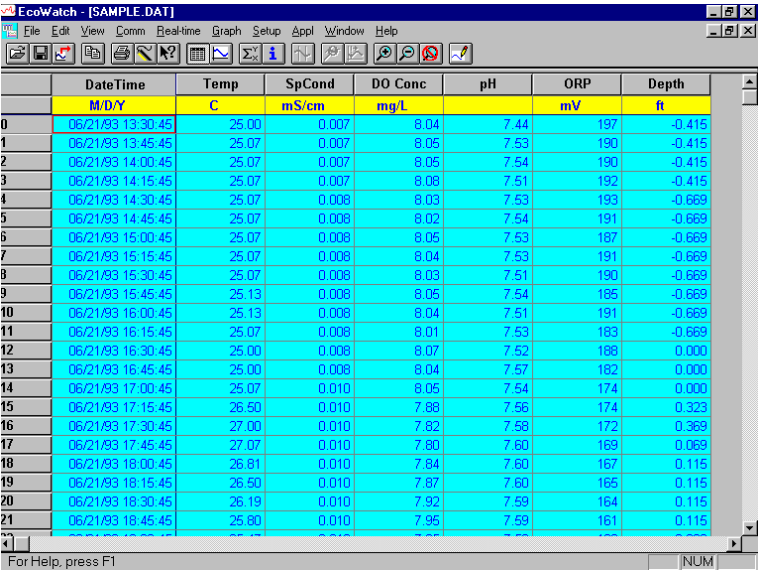 EcoWatch - [SAMPLE.DAT]
File Edit View Comm Real-time Graph Setup Appl Window Help
DateTime Temp SpCond DO Conc pH ORP Depth
M/D/Y C mS/cm mg/L mV ft
0 06/21/93 13:30:45 25.00 0.007 8.04 7.44 197 -0.415
1 06/21/93 13:45:45 25.07 0.007 8.05 7.53 190 -0.415
2 06/21/93 14:00:45 25.07 0.007 8.05 7.54 190 -0.415
3 06/21/93 14:15:45 25.07 0.007 8.08 7.51 192 -0.415
4 06/21/93 14:30:45 25.07 0.008 8.03 7.53 193 -0.669
5 06/21/93 14:45:45 25.07 0.008 8.02 7.54 191 -0.669
6 06/21/93 15:00:45 25.07 0.008 8.05 7.53 187 -0.669
7 06/21/93 15:15:45 25.07 0.008 8.04 7.53 191 -0.669
8 06/21/93 15:30:45 25.07 0.008 8.03 7.51 190 -0.669
9 06/21/93 15:45:45 25.13 0.008 8.05 7.54 185 -0.669
10 06/21/93 16:00:45 25.13 0.008 8.04 7.51 191 -0.669
11 06/21/93 16:15:45 25.07 0.008 8.01 7.53 183 -0.669
12 06/21/93 16:30:45 25.00 0.008 8.07 7.52 188 0.000
13 06/21/93 16:45:45 25.00 0.008 8.04 7.57 182 0.000
14 06/21/93 17:00:45 25.07 0.010 8.05 7.54 174 0.000
15 06/21/93 17:15:45 26.50 0.010 7.88 7.56 174 0.323
16 06/21/93 17:30:45 27.00 0.010 7.82 7.58 172 0.369
17 06/21/93 17:45:45 27.07 0.010 7.80 7.60 169 0.069
18 06/21/93 18:00:45 26.81 0.010 7.84 7.60 167 0.115
19 06/21/93 18:15:45 26.50 0.010 7.87 7.60 165 0.115
20 06/21/93 18:30:45 26.19 0.010 7.92 7.59 164 0.115
21 06/21/93 18:45:45 25.80 0.010 7.95 7.59 161 0.115
For Help, press F1 NUM